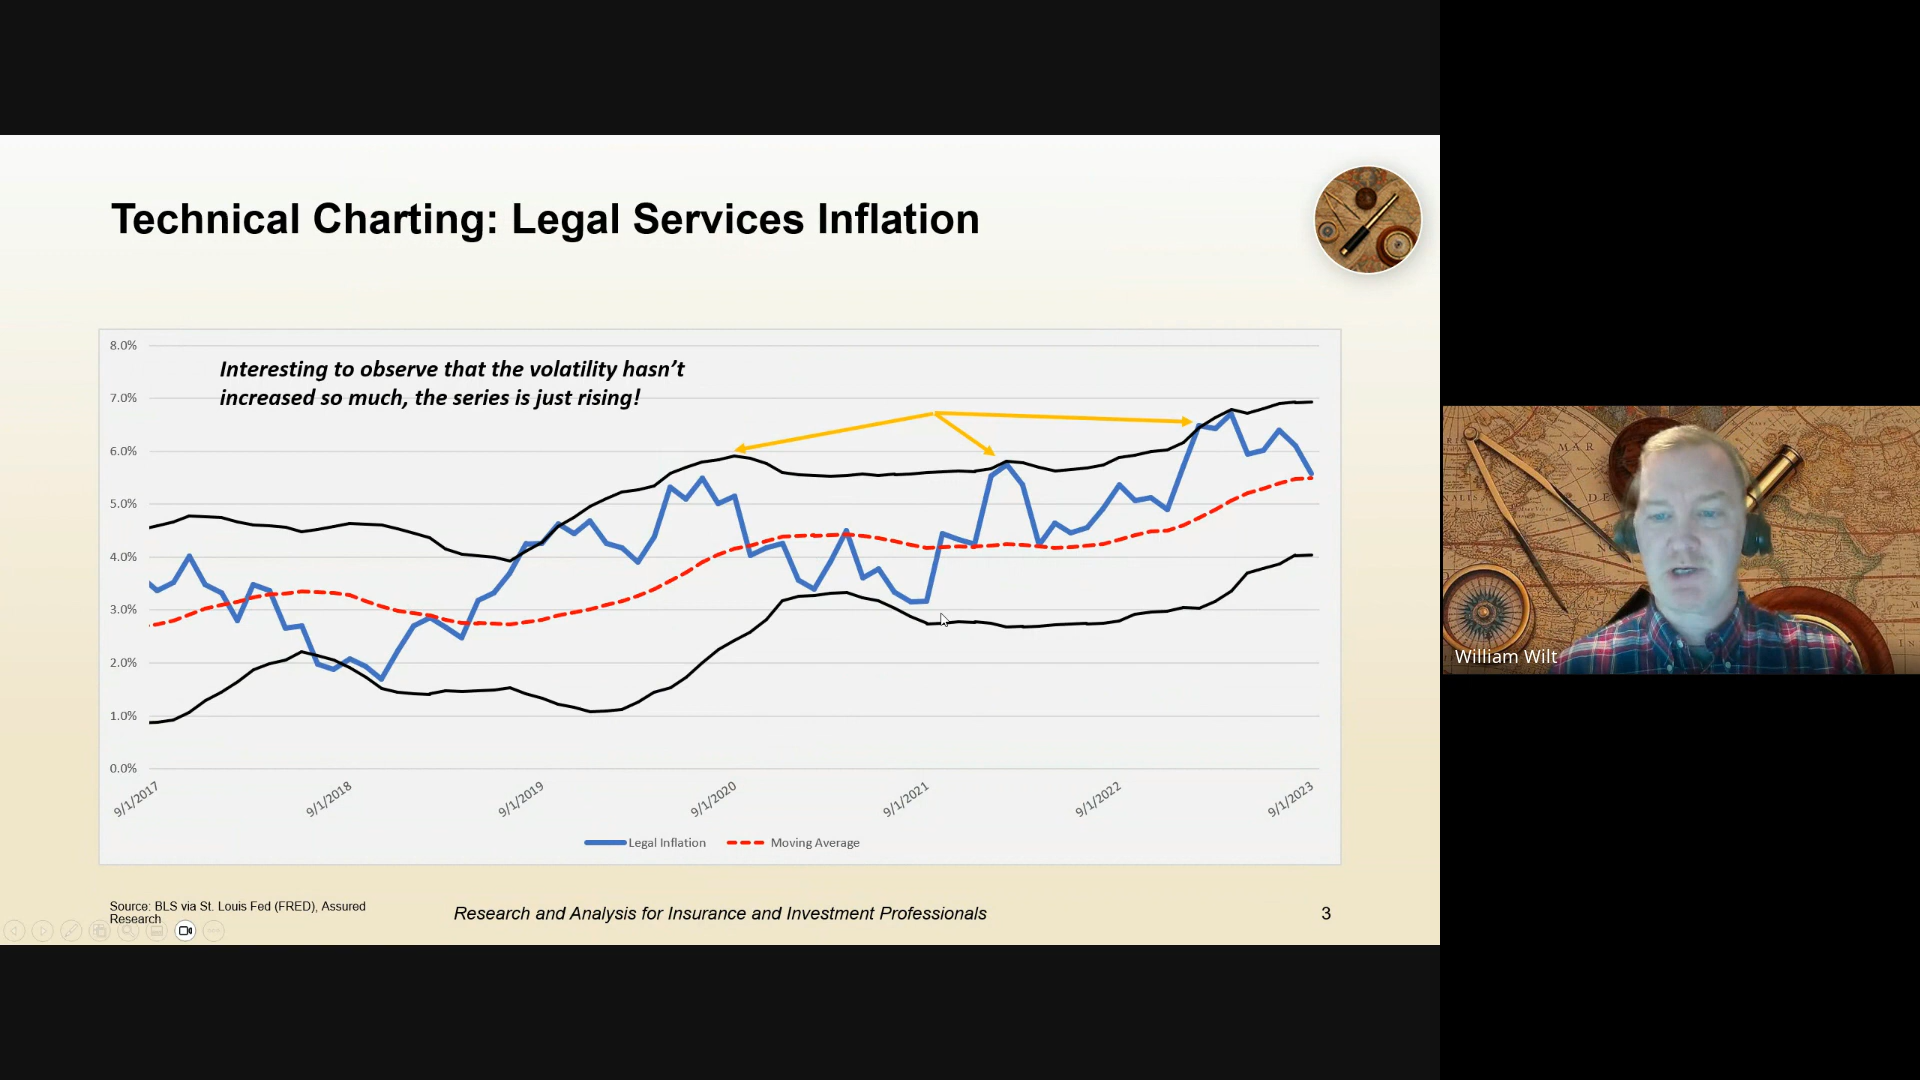 Technical Charting: Legal Services Inflation
Interesting to observe that the volatility hasn't
increased so much, the series is just rising!
8.0%
7.0%
6.0%
5.0%
4.0%
3.0%
2.0%
1.0%
0.0%
9/1/2017
9/1/2018
9/1/2019
9/1/2020
9/1/2021
9/1/2022
9/1/2023
Legal Inflation
Moving Average
Source: BLS via St. Louis Fed (FRED), Assured
Research
Research and Analysis for Insurance and Investment Professionals
3
William Wilt